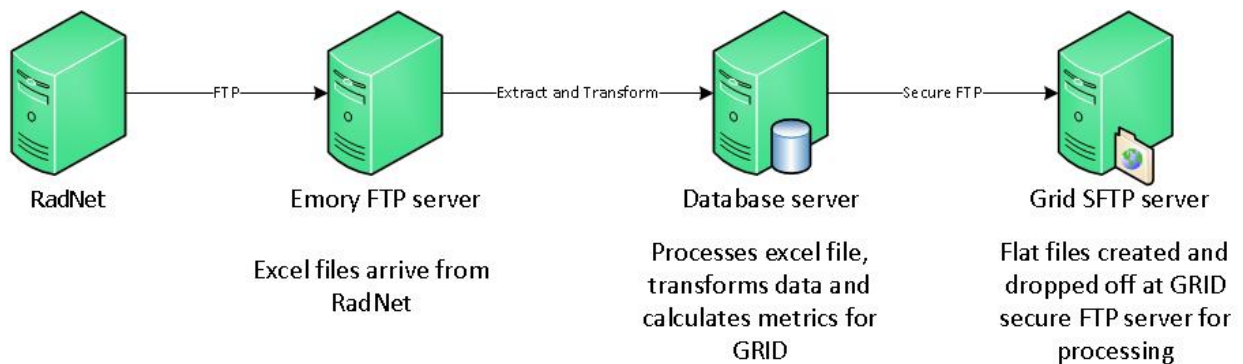 FTP
Extract and Transform
Secure FTP
RadNet
Emory FTP server
Database server
Grid SFTP server
Excel files arrive from
RadNet
Processes excel file,
transforms data and
calculates metrics for
GRID
Flat files created and
dropped off at GRID
secure FTP server for
processing